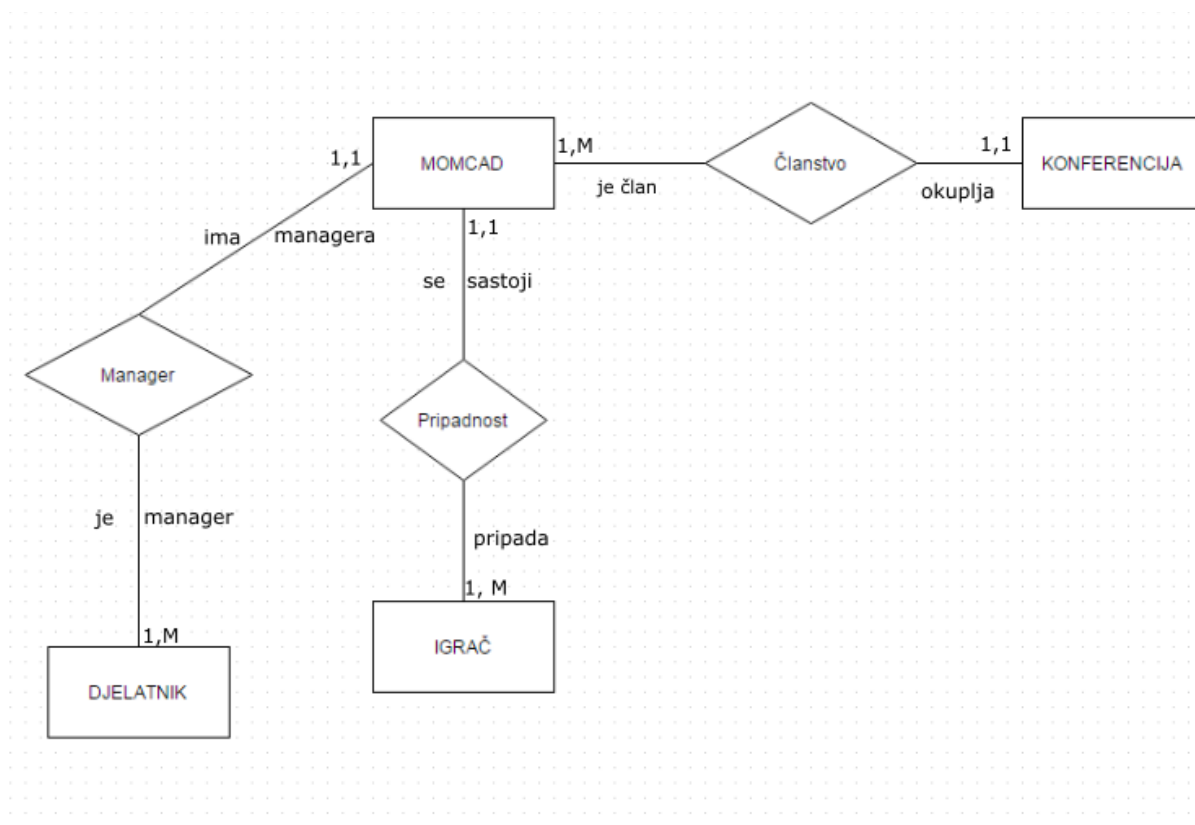 MOMCAD
1,M
je član
Članstvo
1,1
okuplja
KONFERENCIJA
1,1
ima managera
1,1
se sastoji
Manager
Pripadnost
je manager
pripada
1,M
1, M
DJELATNIK
IGRAČ